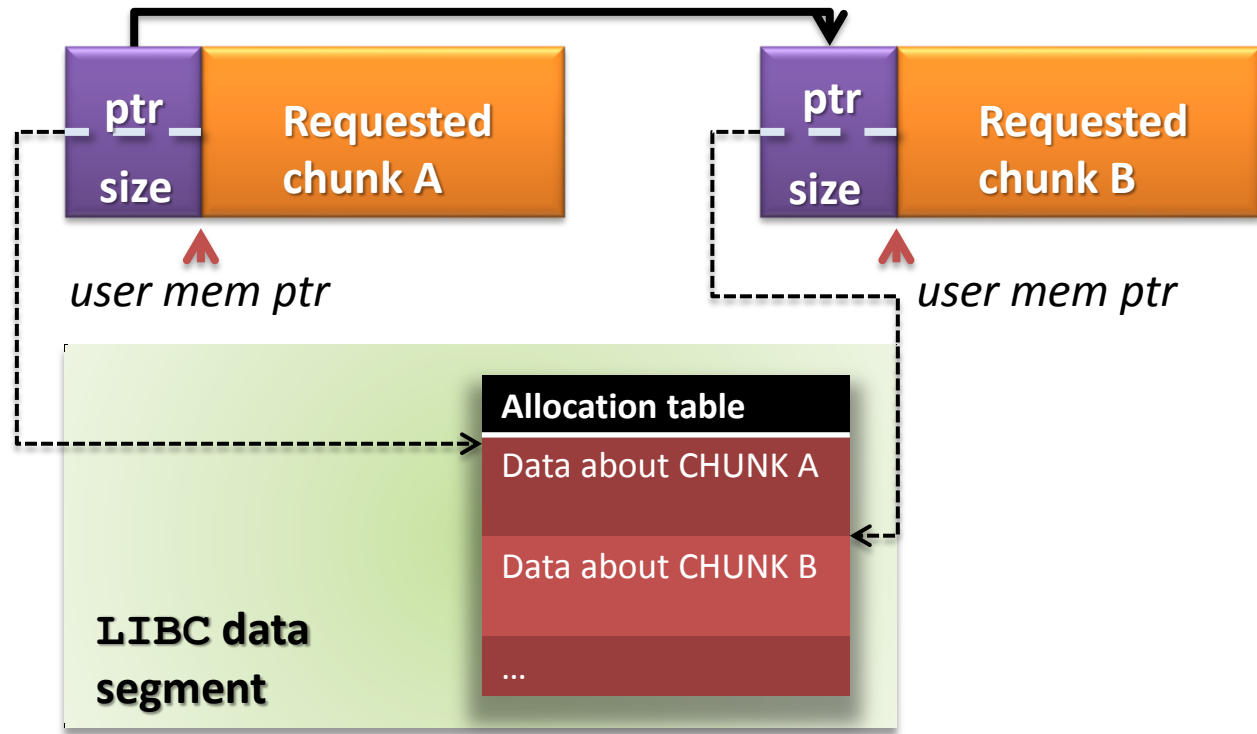 ptr
size
Requested
chunk A
ptr
size
Requested
chunk B
user mem ptr
user mem ptr
Allocation table
Data about CHUNK A
Data about CHUNK B
...
LIBC data
segment